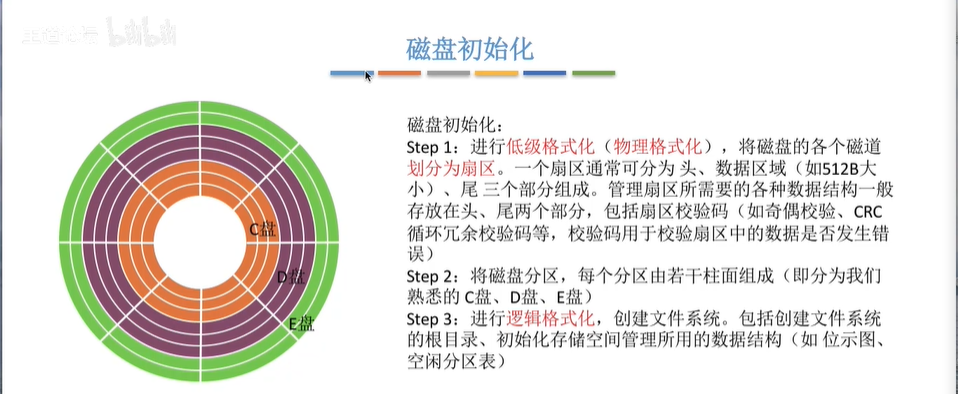 bilibili
磁盘初始化
磁盘初始化：
Step 1：进行低级格式化（物理格式化），将磁盘的各个磁道
划分为扇区。一个扇区通常可分为 头、数据区域（如512B大
小）、尾 三个部分组成。管理扇区所需要的各种数据结构一般
存放在头、尾两个部分，包括扇区校验码（如奇偶校验、CRC
循环冗余校验码等，校验码用于校验扇区中的数据是否发生错
误）
Step 2：将磁盘分区，每个分区由若干柱面组成（即分为我们
熟悉的 C盘、D盘、E盘）
Step 3：进行逻辑格式化，创建文件系统。包括创建文件系统
的根目录、初始化存储空间管理所用的数据结构（如 位示图、
空闲分区表）
C盘
D盘
E盘